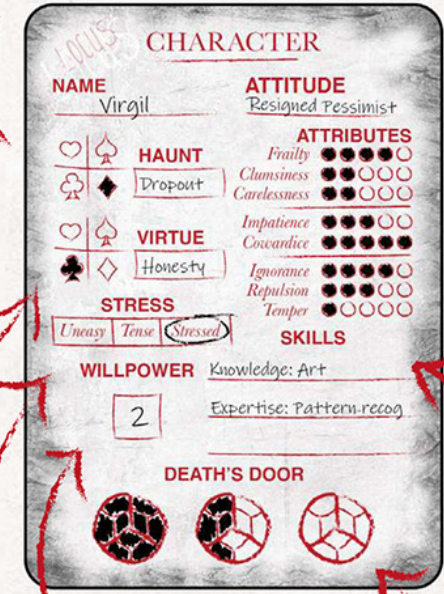 LOCUS
CHARACTER
NAME
Virgil
ATTITUDE
Resigned Pessimist
HAUNT
Dropout
VIRTUE
Honesty
ATTRIBUTES
Frailty
Clumsiness
Carelessness
Impatience
Cowardice
Ignorance
Repulsion
Temper
STRESS
Uneasy Tense Stressed
SKILLS
Knowledge: Art
Expertise: Pattern-recog
WILLPOWER
2
DEATH'S DOOR